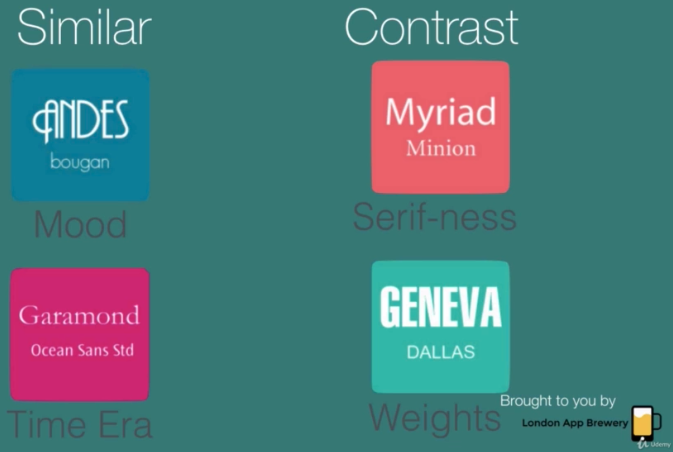 Similar
Contrast
ANDES
bougan
Mood
Myriad
Minion
Serif-ness
Garamond
Ocean Sans Std
Time Era
GENEVA
DALLAS
Weights
Brought to you by
London App Brewery
Udemy